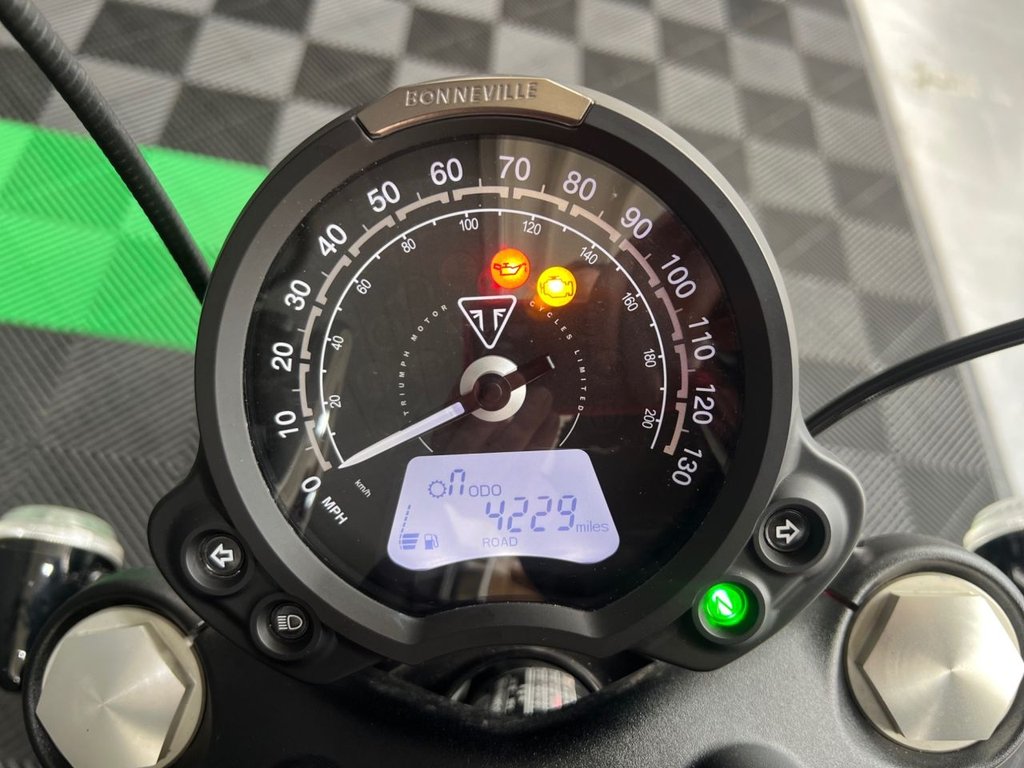 BONNEVILLE
0 10 20 30 40 50 60 70 80 90 100 110 120 130
MPH
20 40 60 80 100 120 140 160 180 200
km/h
TRIUMPH MOTOR CYCLES LIMITED
n ODO
4229 miles
ROAD
N